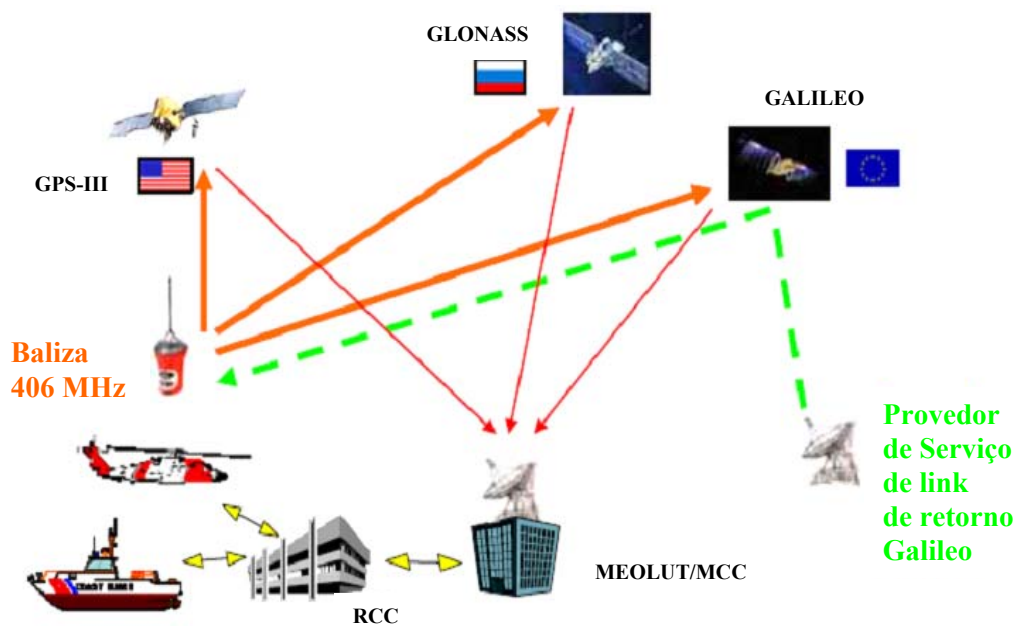 GLONASS
GALILEO
GPS-III
Baliza
406 MHz
Provedor
de Serviço
de link
de retorno
Galileo
MEOLUT/MCC
RCC